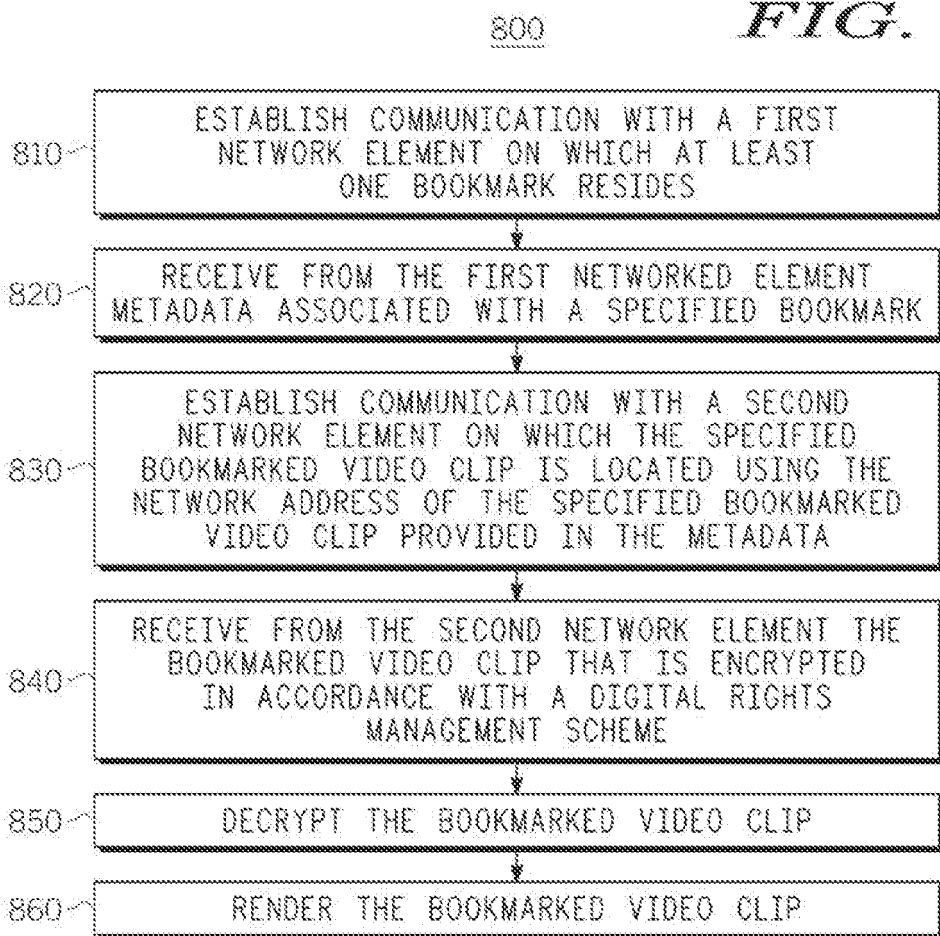 800
FIG.
810
ESTABLISH COMMUNICATION WITH A FIRST
NETWORK ELEMENT ON WHICH AT LEAST
ONE BOOKMARK RESIDES
820
RECEIVE FROM THE FIRST NETWORKED ELEMENT
METADATA ASSOCIATED WITH A SPECIFIED BOOKMARK
830
ESTABLISH COMMUNICATION WITH A SECOND
NETWORK ELEMENT ON WHICH THE SPECIFIED
BOOKMARKED VIDEO CLIP IS LOCATED USING THE
NETWORK ADDRESS OF THE SPECIFIED BOOKMARKED
VIDEO CLIP PROVIDED IN THE METADATA
840
RECEIVE FROM THE SECOND NETWORK ELEMENT THE
BOOKMARKED VIDEO CLIP THAT IS ENCRYPTED
IN ACCORDANCE WITH A DIGITAL RIGHTS
MANAGEMENT SCHEME
850
DECRYPT THE BOOKMARKED VIDEO CLIP
860
RENDER THE BOOKMARKED VIDEO CLIP